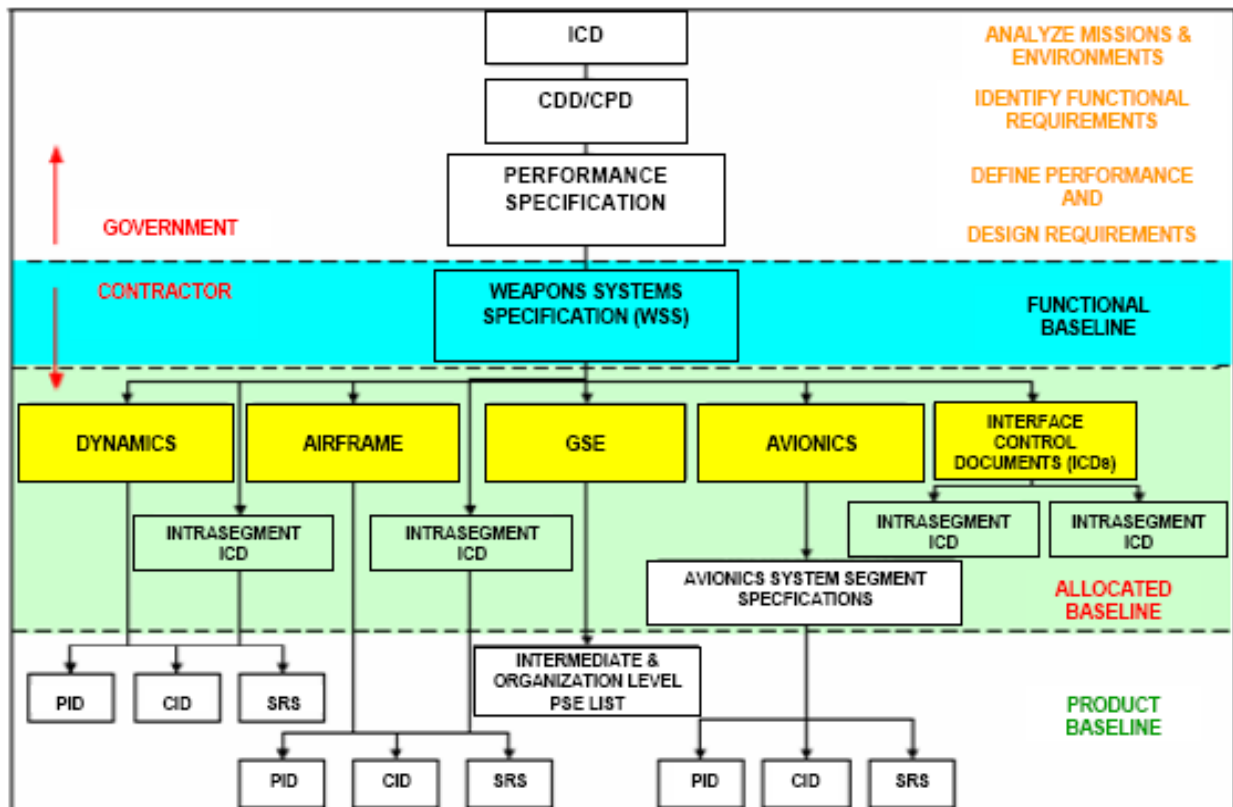 ICD
ANALYZE MISSIONS &
ENVIRONMENTS
CDD/CPD
IDENTIFY FUNCTIONAL
REQUIREMENTS
PERFORMANCE
SPECIFICATION
DEFINE PERFORMANCE
AND
DESIGN REQUIREMENTS
GOVERNMENT
CONTRACTOR
WEAPONS SYSTEMS
SPECIFICATION (WSS)
FUNCTIONAL
BASELINE
DYNAMICS
AIRFRAME
GSE
AVIONICS
INTERFACE
CONTROL
DOCUMENTS (ICDs)
INTRASEGMENT
ICD
INTRASEGMENT
ICD
INTRASEGMENT
ICD
INTRASEGMENT
ICD
AVIONICS SYSTEM SEGMENT
SPECFICATIONS
ALLOCATED
BASELINE
PID
CID
SRS
INTERMEDIATE &
ORGANIZATION LEVEL
PSE LIST
PRODUCT
BASELINE
PID
CID
SRS
PID
CID
SRS